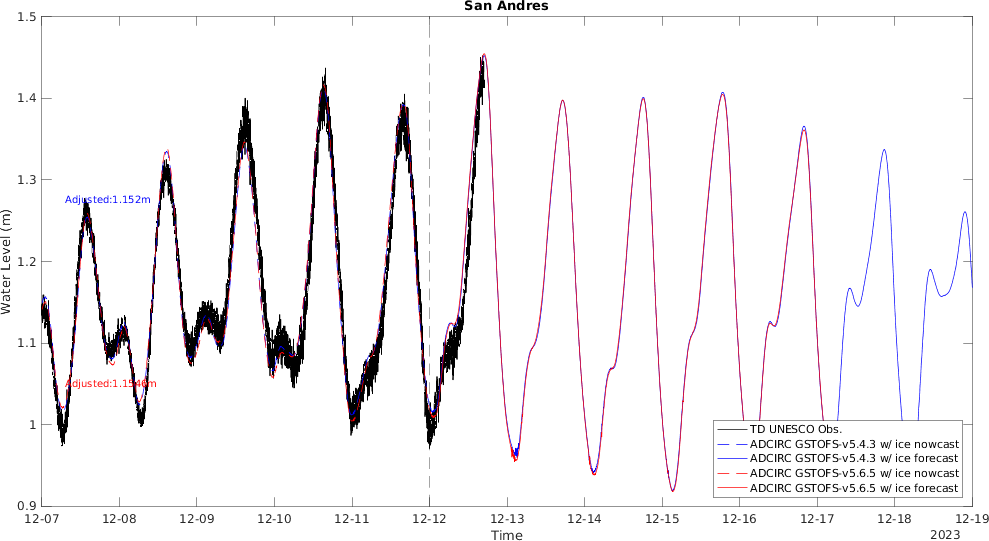 San Andres
1.5
1.4
1.3
1.2
1.1
1
0.9
Water Level (m)
Adjusted:1.152m
Adjusted:1.1546m
TD UNESCO Obs.
ADCIRC GSTOFS-v5.4.3 w/ ice nowcast
ADCIRC GSTOFS-v5.4.3 w/ ice forecast
ADCIRC GSTOFS-v5.6.5 w/ ice nowcast
ADCIRC GSTOFS-v5.6.5 w/ ice forecast
12-07 12-08 12-09 12-10 12-11 12-12 12-13 12-14 12-15 12-16 12-17 12-18 12-19
Time
2023